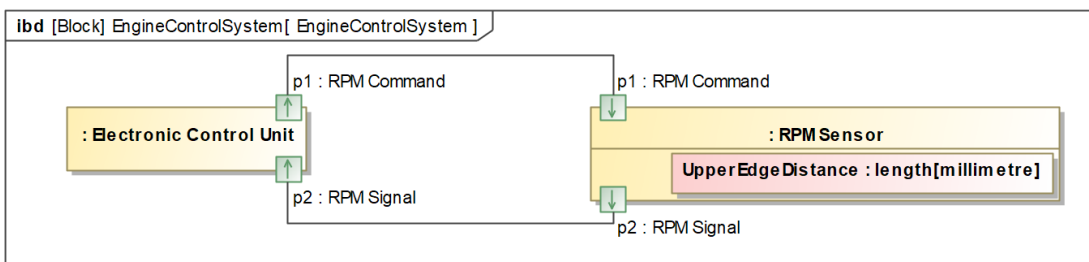 ibd [Block] EngineControlSystem[ EngineControlSystem ]
p1 : RPM Command
p1 : RPM Command
: Electronic Control Unit
: RPM Sensor
UpperEdgeDistance : length[millimetre]
p2 : RPM Signal
p2 : RPM Signal